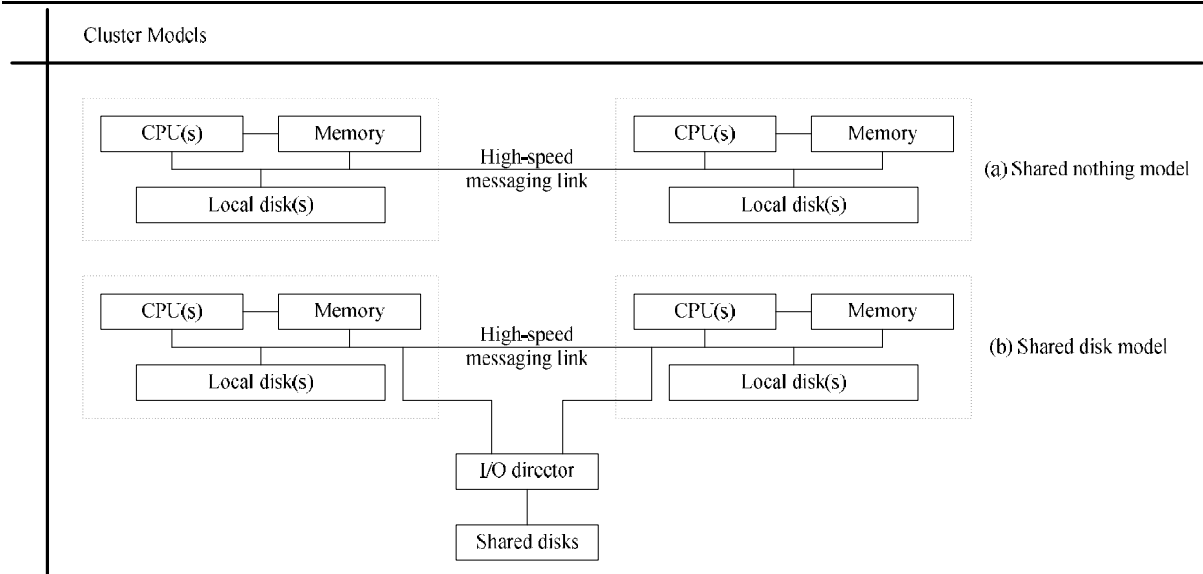 Cluster Models
CPU(s)
Memory
High-speed
messaging link
CPU(s)
Memory
(a) Shared nothing model
Local disk(s)
Local disk(s)
CPU(s)
Memory
High-speed
messaging link
CPU(s)
Memory
(b) Shared disk model
Local disk(s)
Local disk(s)
I/O director
Shared disks